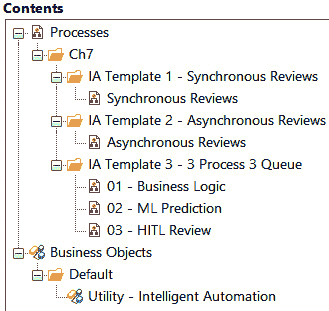 Contents
Processes
Ch7
IA Template 1 - Synchronous Reviews
Synchronous Reviews
IA Template 2 - Asynchronous Reviews
Asynchronous Reviews
IA Template 3 - 3 Process 3 Queue
01 - Business Logic
02 - ML Prediction
03 - HITL Review
Business Objects
Default
Utility - Intelligent Automation